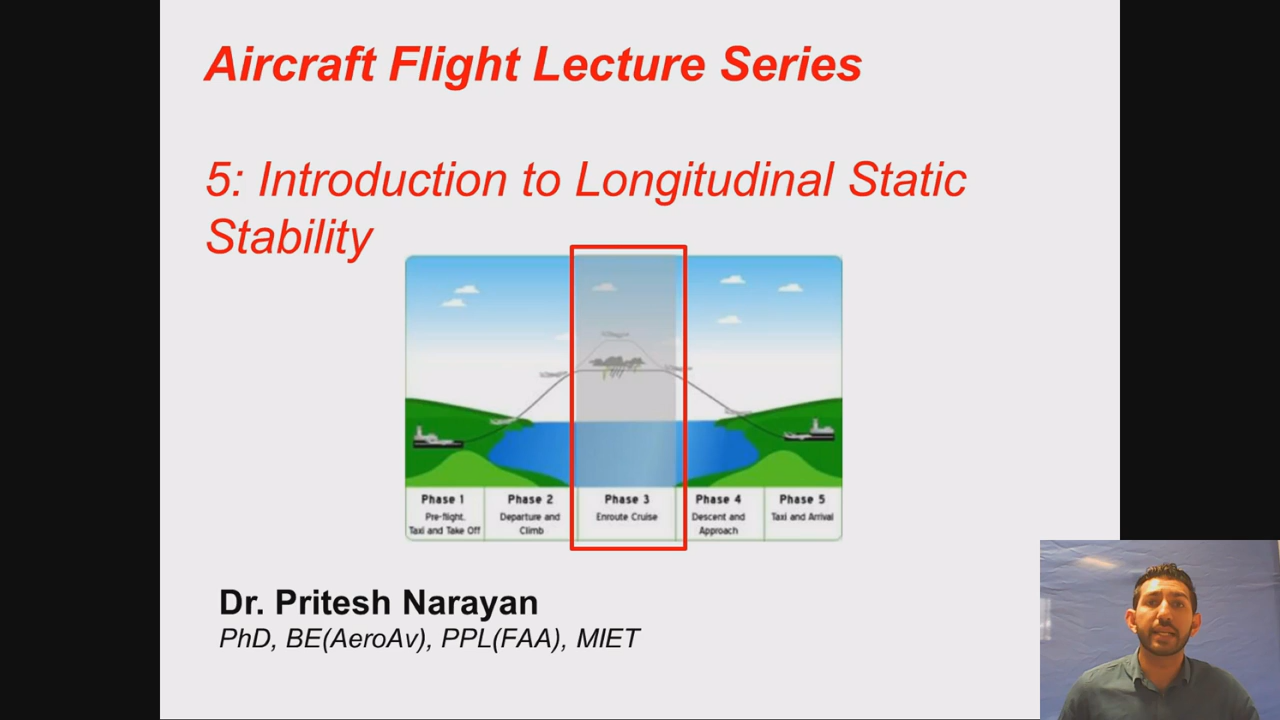 Aircraft Flight Lecture Series
5: Introduction to Longitudinal Static
Stability
Phase 1
Pre-flight,
Taxi and Take Off
Phase 2
Departure and
Climb
Phase 3
Enroute Cruise
Phase 4
Descent and
Approach
Phase 5
Taxi and Arrival
Dr. Pritesh Narayan
PhD, BE(AeroAv), PPL(FAA), MIET